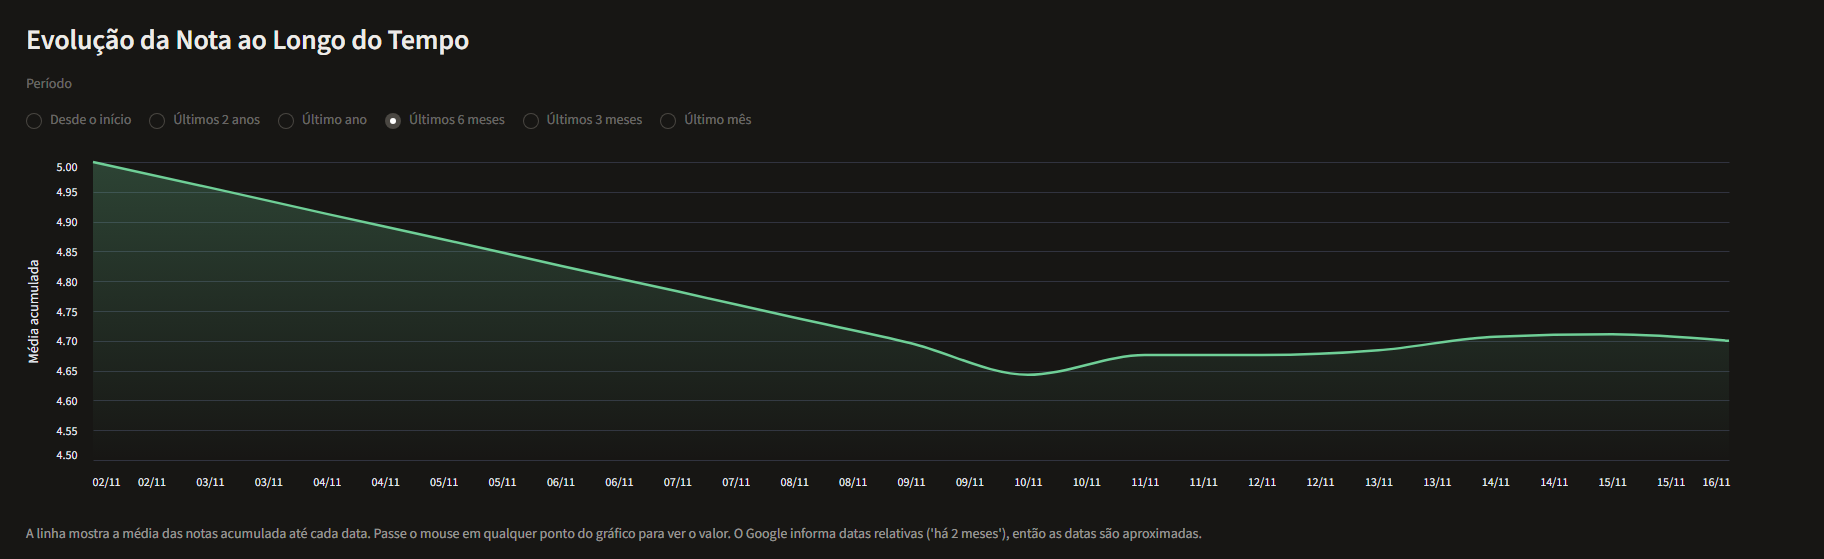 Evolução da Nota ao Longo do Tempo
Período
Desde o início Últimos 2 anos Último ano Últimos 6 meses Últimos 3 meses Último mês
5.00
4.95
4.90
4.85
4.80
4.75
4.70
4.65
4.60
4.55
4.50
Média acumulada
02/11 02/11 03/11 03/11 04/11 04/11 05/11 05/11 06/11 06/11 07/11 07/11 08/11 08/11 09/11 09/11 10/11 10/11 11/11 11/11 12/11 12/11 13/11 13/11 14/11 14/11 15/11 15/11 16/11
A linha mostra a média das notas acumulada até cada data. Passe o mouse em qualquer ponto do gráfico para ver o valor. O Google informa datas relativas ('há 2 meses'), então as datas são aproximadas.